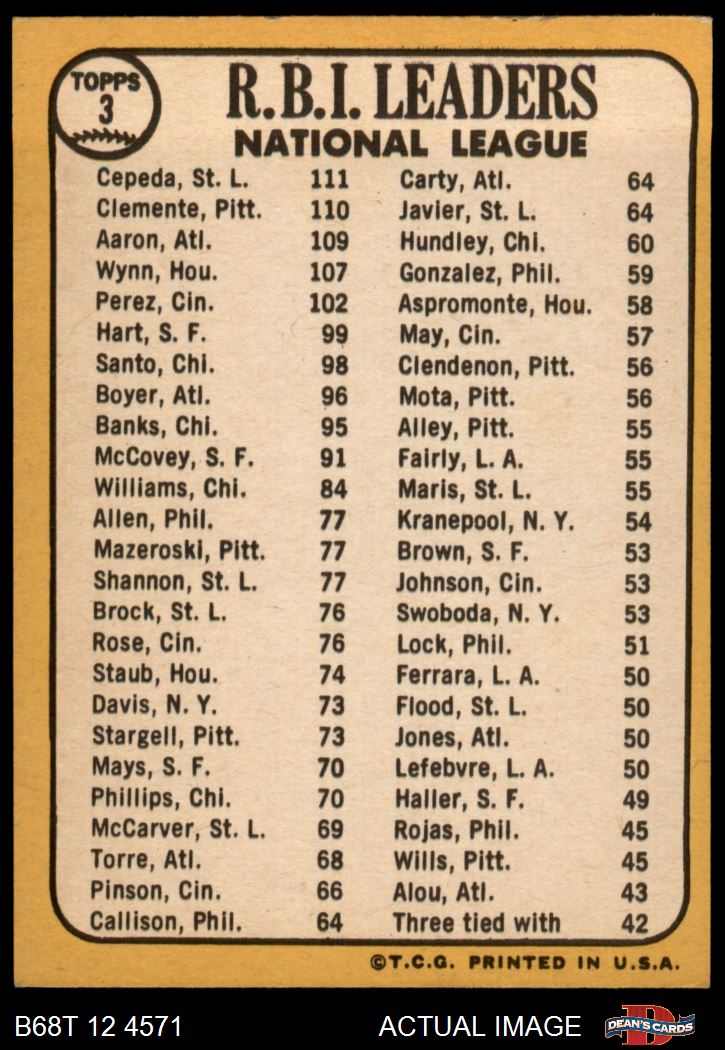 TOPPS
3
R.B.I. LEADERS
NATIONAL LEAGUE
Cepeda, St. L. 111
Clemente, Pitt. 110
Aaron, Atl. 109
Wynn, Hou. 107
Perez, Cin. 102
Hart, S. F. 99
Santo, Chi. 98
Boyer, Atl. 96
Banks, Chi. 95
McCovey, S. F. 91
Williams, Chi. 84
Allen, Phil. 77
Mazeroski, Pitt. 77
Shannon, St. L. 77
Brock, St. L. 76
Rose, Cin. 76
Staub, Hou. 74
Davis, N. Y. 73
Stargell, Pitt. 73
Mays, S. F. 70
Phillips, Chi. 70
McCarver, St. L. 69
Torre, Atl. 68
Pinson, Cin. 66
Callison, Phil. 64
Carty, Atl. 64
Javier, St. L. 64
Hundley, Chi. 60
Gonzalez, Phil. 59
Aspromonte, Hou. 58
May, Cin. 57
Clendenon, Pitt. 56
Mota, Pitt. 56
Alley, Pitt. 55
Fairly, L. A. 55
Maris, St. L. 55
Kranepool, N. Y. 54
Brown, S. F. 53
Johnson, Cin. 53
Swoboda, N. Y. 53
Lock, Phil. 51
Ferrara, L. A. 50
Flood, St. L. 50
Jones, Atl. 50
Lefebvre, L. A. 50
Haller, S. F. 49
Rojas, Phil. 45
Wills, Pitt. 45
Alou, Atl. 43
Three tied with 42
©T.C.G. PRINTED IN U.S.A.
B68T 12 4571
ACTUAL IMAGE
D
DEAN'S CARDS